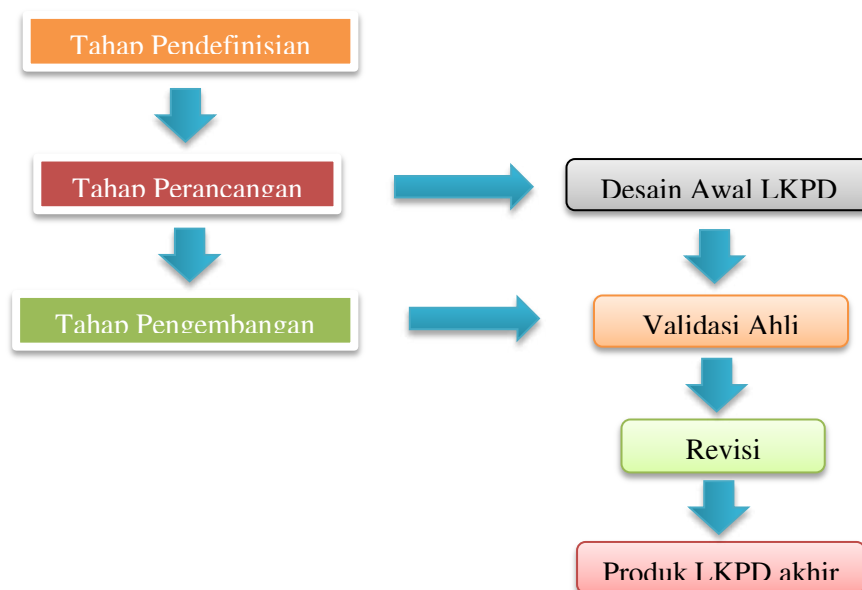 Tahap Pendefinisian
Tahap Perancangan
Desain Awal LKPD
Tahap Pengembangan
Validasi Ahli
Revisi
Produk LKPD akhir